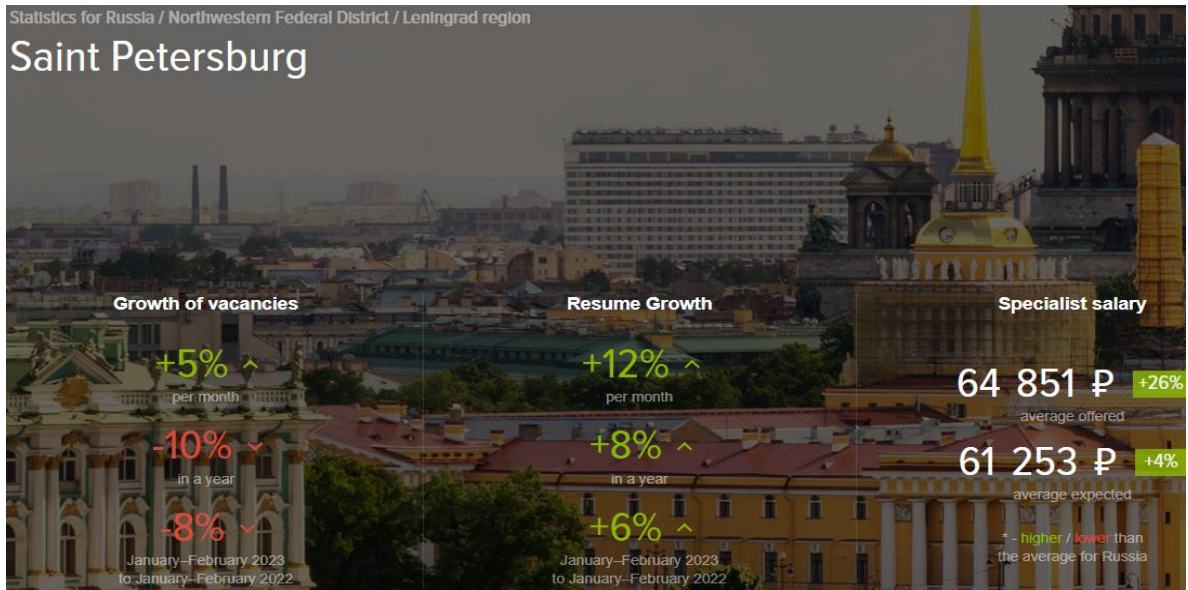 Statistics for Russia / Northwestern Federal District / Leningrad region
Saint Petersburg
Growth of vacancies
+5%
per month
-10%
in a year
-8%
January–February 2023
to January–February 2022
Resume Growth
+12%
per month
+8%
in a year
+6%
January–February 2023
to January–February 2022
Specialist salary
64 851 ₽ +26%
average offered
61 253 ₽ +4%
average expected
* - higher / lower than
the average for Russia